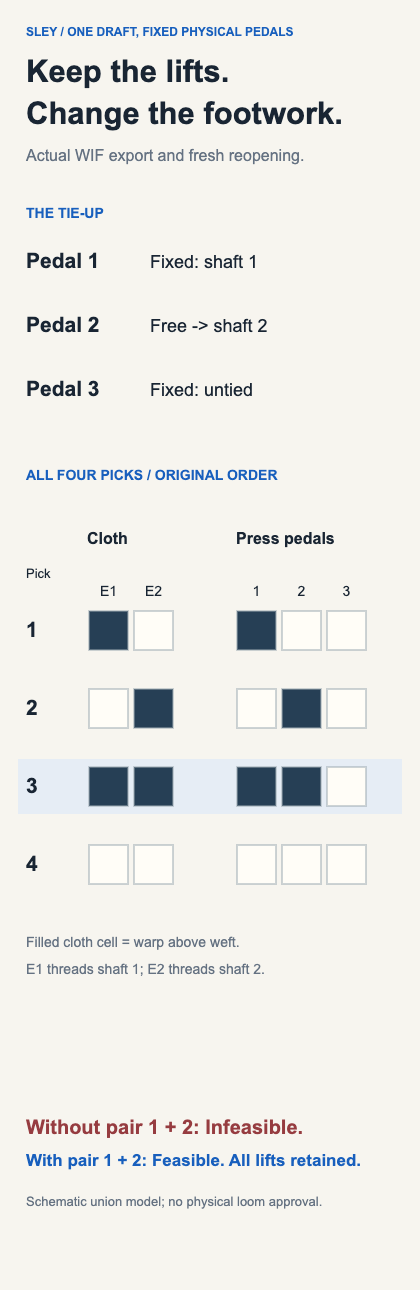 SLEY / ONE DRAFT, FIXED PHYSICAL PEDALS
Keep the lifts.
Change the footwork.
Actual WIF export and fresh reopening.
THE TIE-UP
Pedal 1 Fixed: shaft 1
Pedal 2 Free -> shaft 2
Pedal 3 Fixed: untied
ALL FOUR PICKS / ORIGINAL ORDER
Cloth Press pedals
Pick
E1 E2 1 2 3
1
2
3
4
Filled cloth cell = warp above weft.
E1 threads shaft 1; E2 threads shaft 2.
Without pair 1 + 2: Infeasible.
With pair 1 + 2: Feasible. All lifts retained.
Schematic union model; no physical loom approval.